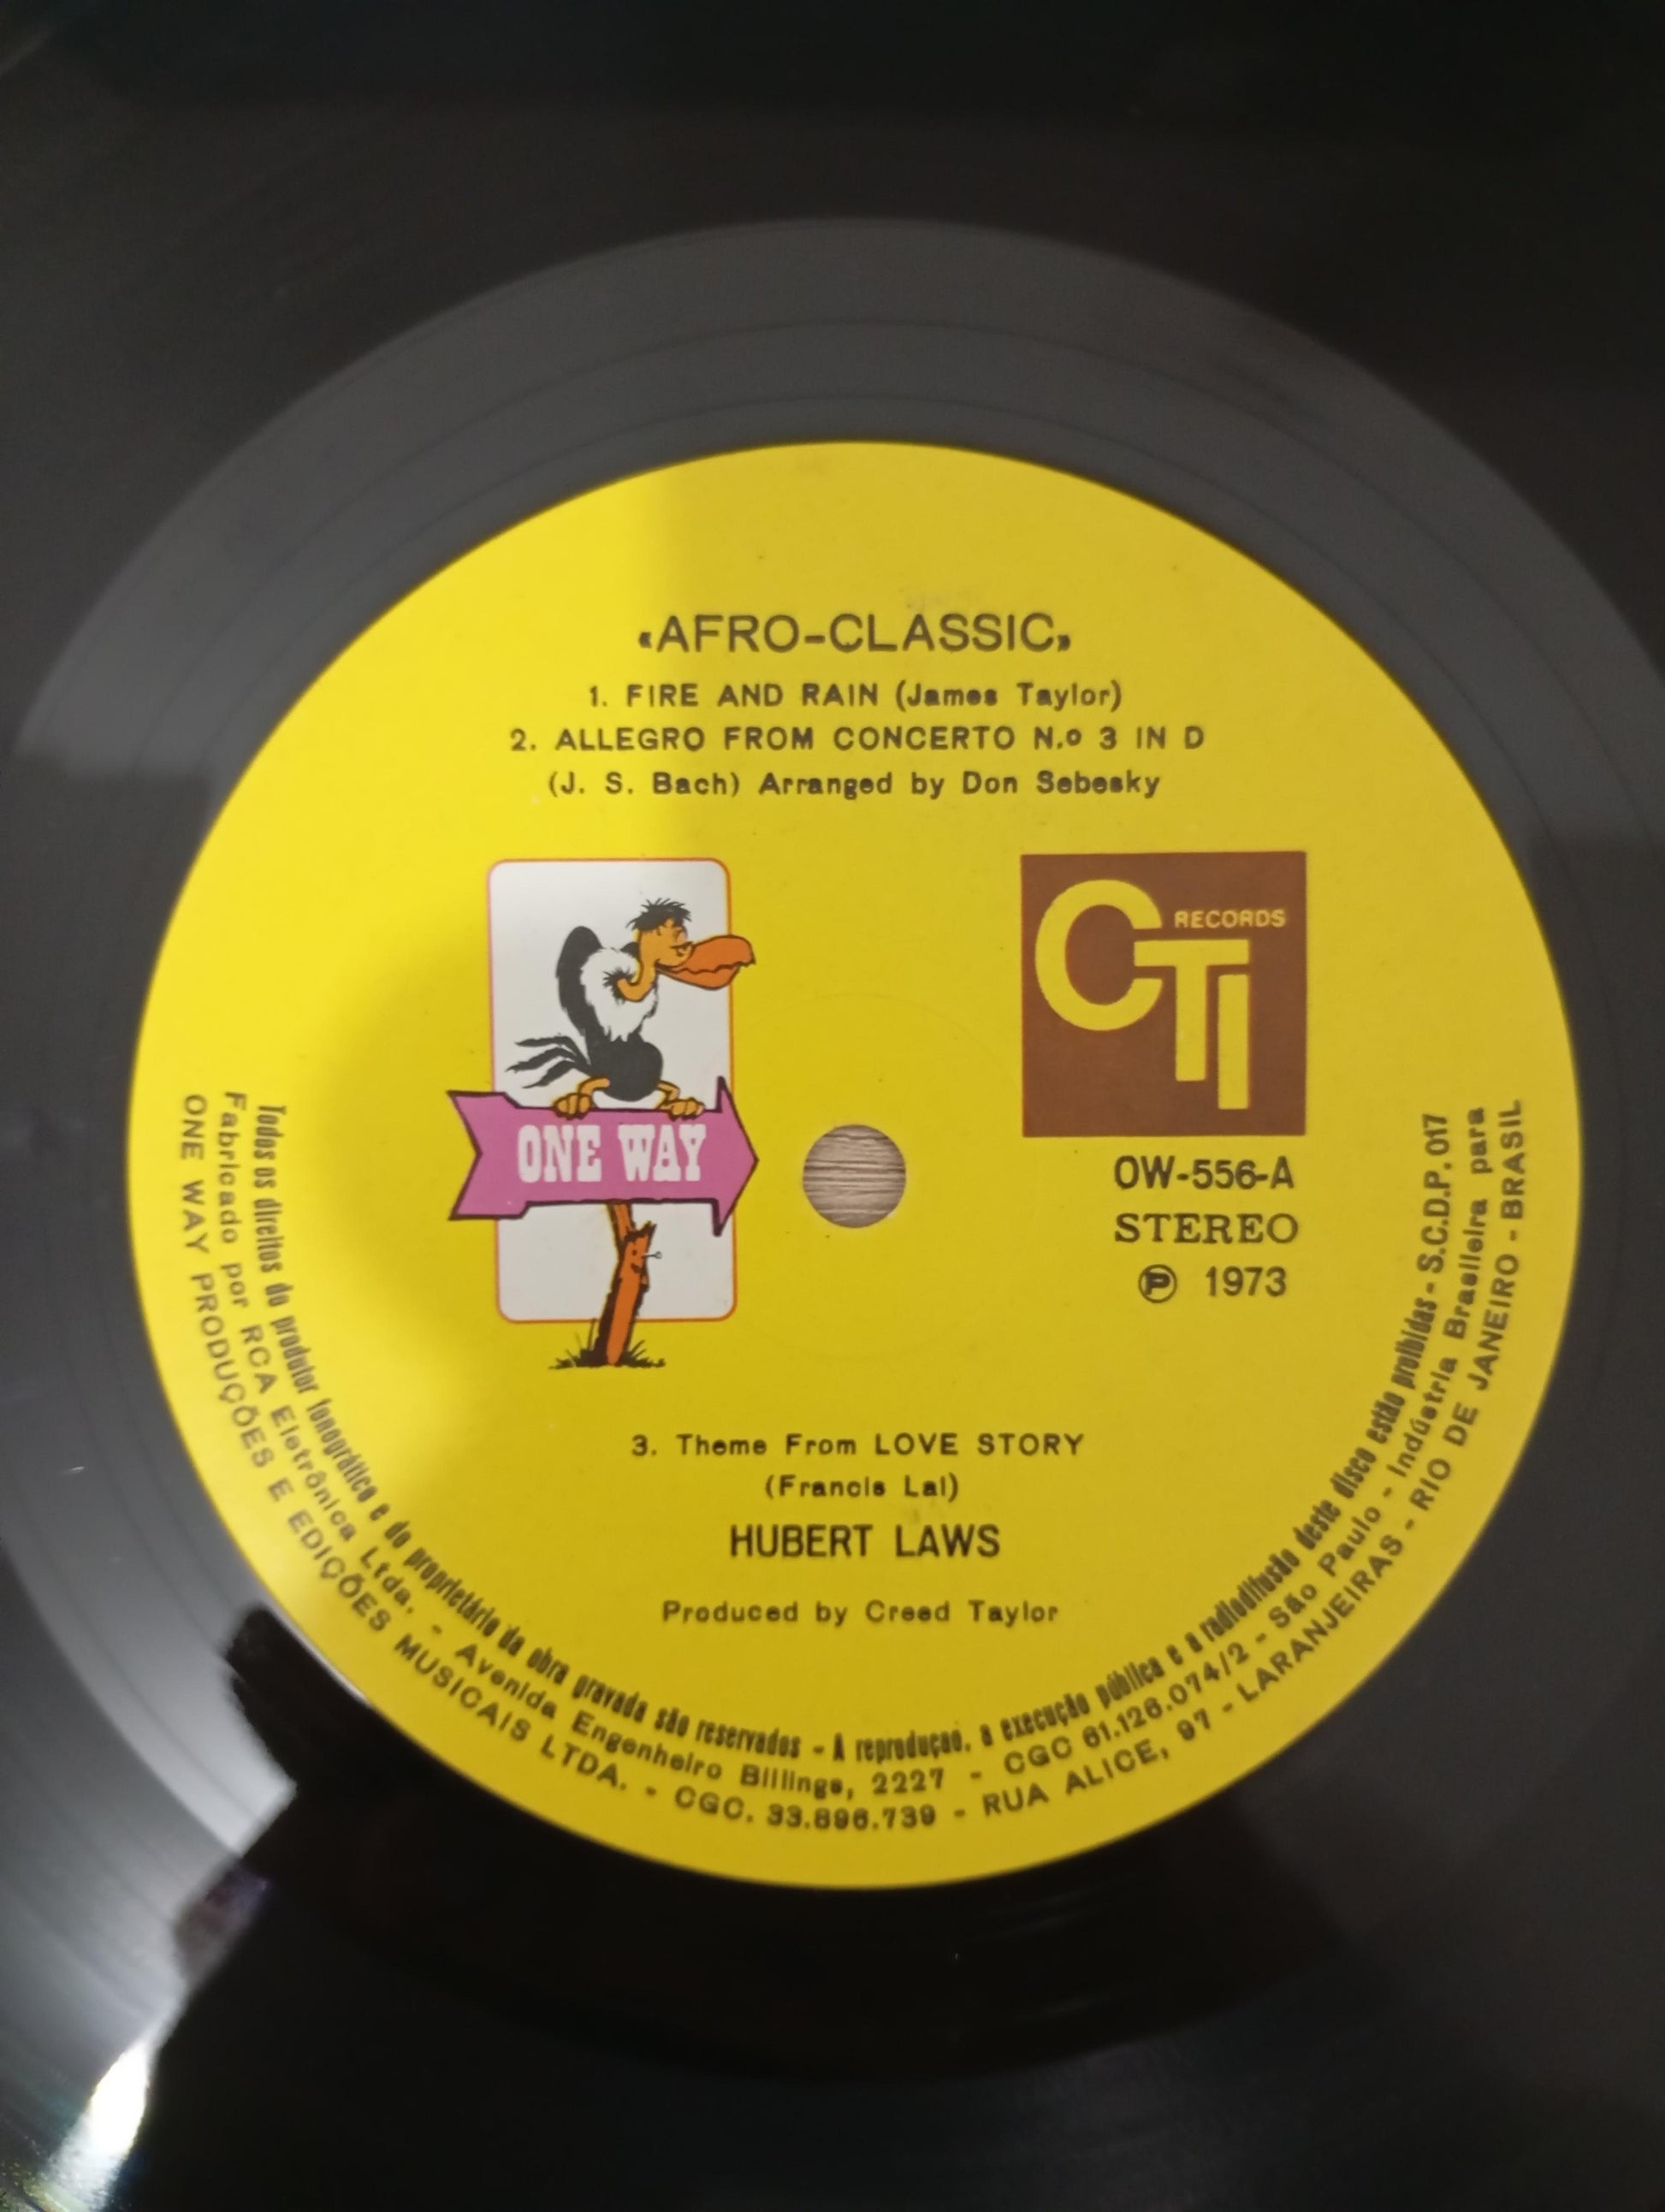 «AFRO-CLASSIC»
1. FIRE AND RAIN (James Taylor)
2. ALLEGRO FROM CONCERTO N.º 3 IN D
(J. S. Bach) Arranged by Don Sebesky
CTI RECORDS
ONE WAY
OW-556-A
STEREO
Ⓟ 1973
3. Theme From LOVE STORY
(Francis Lai)
HUBERT LAWS
Produced by Creed Taylor
Todos os direitos do produtor fonográfico e do proprietário da obra gravada são reservados - A reproduçao, a execução pública e a radiodifusão deste disco estão proibidas - S.C.D.P. 017
Fabricado por RCA Eletrônica Ltda. - Avenida Engenheiro Billings, 2227 - CGC 61.126.074/2 - São Paulo - Indústria Brasileira para
ONE WAY PRODUÇÕES E EDIÇÕES MUSICAIS LTDA. - CGC. 33.896.739 - RUA ALICE, 97 - LARANJEIRAS - RIO DE JANEIRO - BRASIL